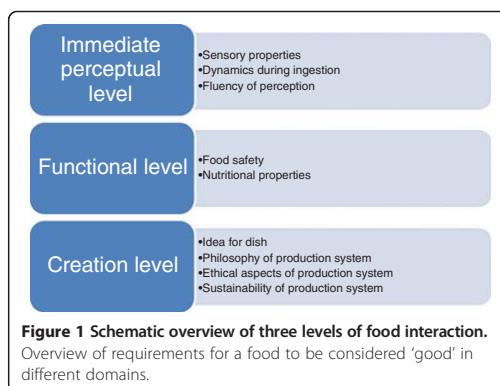 Immediate
perceptual
level
•Sensory properties
•Dynamics during ingestion
•Fluency of perception
Functional level
•Food safety
•Nutritional properties
Creation level
•Idea for dish
•Philosophy of production system
•Ethical aspects of production system
•Sustainability of production system
Figure 1 Schematic overview of three levels of food interaction.
Overview of requirements for a food to be considered ‘good’ in
different domains.